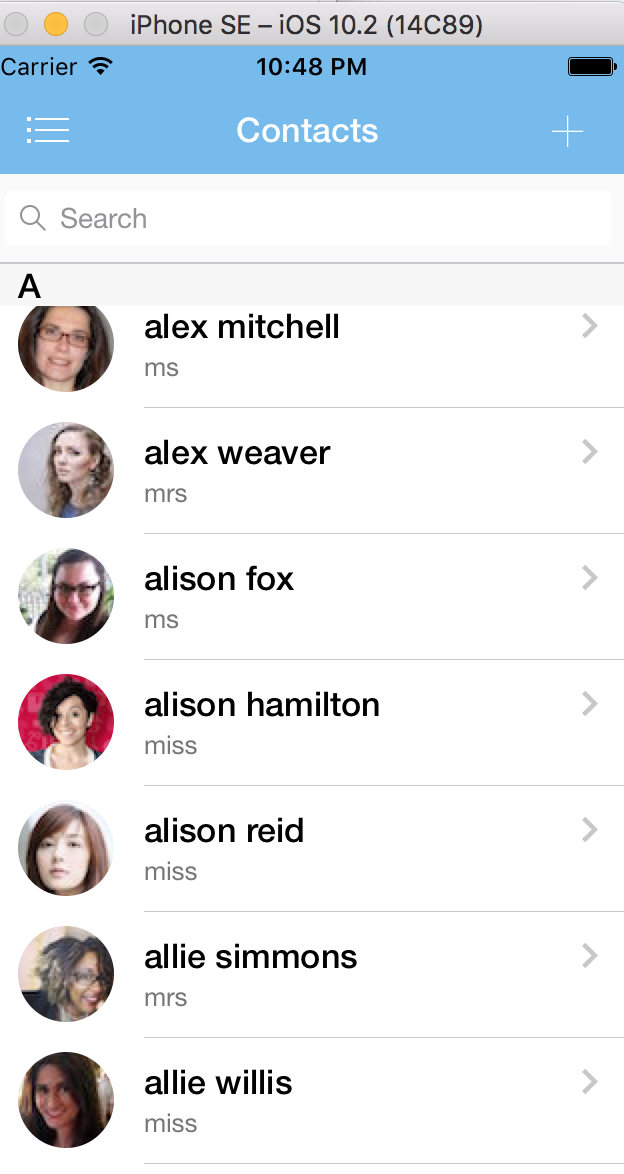 iPhone SE – iOS 10.2 (14C89)
Carrier 10:48 PM
Contacts
Search
A
alex mitchell
ms
alex weaver
mrs
alison fox
ms
alison hamilton
miss
alison reid
miss
allie simmons
mrs
allie willis
miss